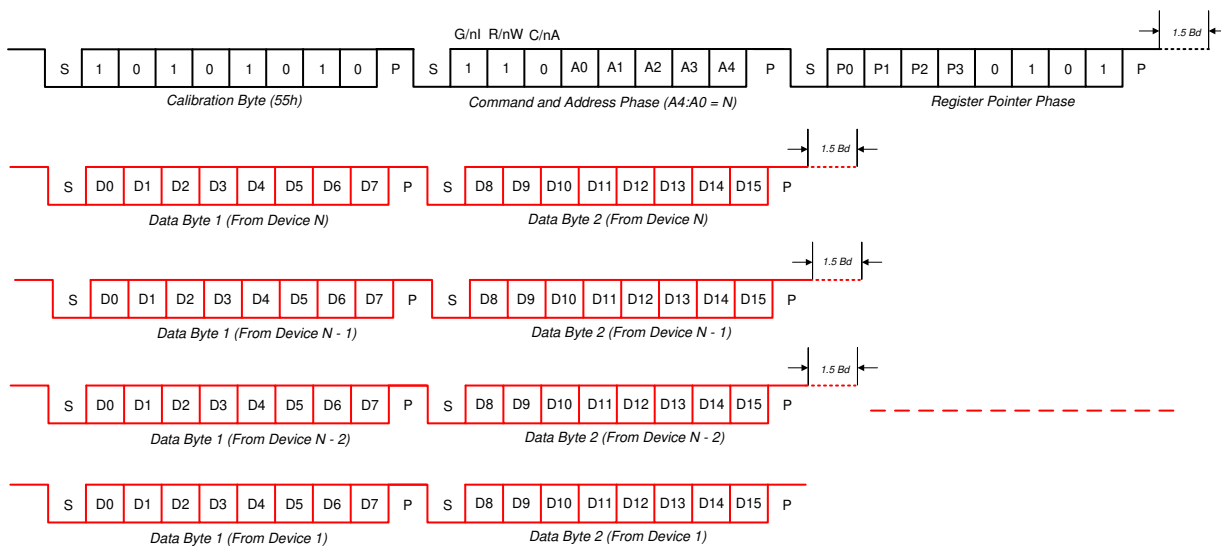 G/nI R/nW C/nA 1.5 Bd
S 1 0 1 0 1 0 1 0 P S 1 1 0 A0 A1 A2 A3 A4 P S P0 P1 P2 P3 0 1 0 1 P
Calibration Byte (55h) Command and Address Phase (A4:A0 = N) Register Pointer Phase
1.5 Bd
S D0 D1 D2 D3 D4 D5 D6 D7 P S D8 D9 D10 D11 D12 D13 D14 D15 P
Data Byte 1 (From Device N) Data Byte 2 (From Device N)
1.5 Bd
S D0 D1 D2 D3 D4 D5 D6 D7 P S D8 D9 D10 D11 D12 D13 D14 D15 P
Data Byte 1 (From Device N - 1) Data Byte 2 (From Device N - 1)
1.5 Bd
S D0 D1 D2 D3 D4 D5 D6 D7 P S D8 D9 D10 D11 D12 D13 D14 D15 P
Data Byte 1 (From Device N - 2) Data Byte 2 (From Device N - 2)
S D0 D1 D2 D3 D4 D5 D6 D7 P S D8 D9 D10 D11 D12 D13 D14 D15 P
Data Byte 1 (From Device 1) Data Byte 2 (From Device 1)